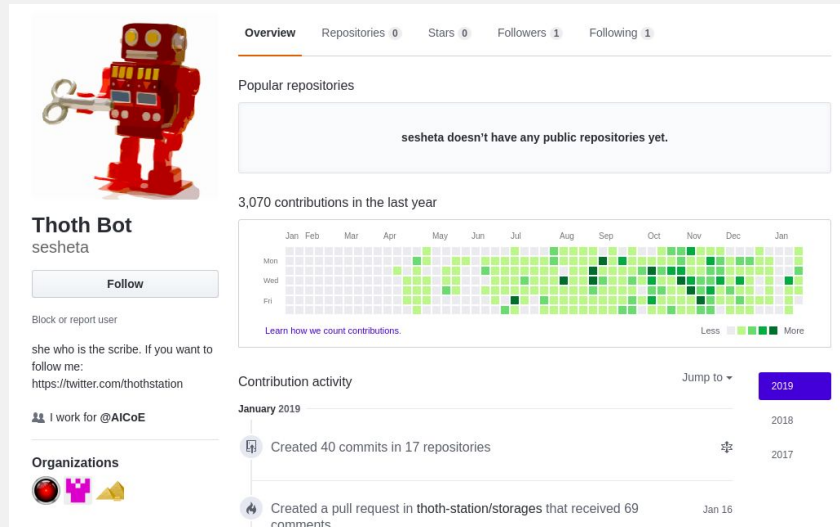 Overview Repositories 0 Stars 0 Followers 1 Following 1
Popular repositories
sesheta doesn't have any public repositories yet.
3,070 contributions in the last year
Jan Feb Mar Apr May Jun Jul Aug Sep Oct Nov Dec Jan
Mon
Wed
Fri
Learn how we count contributions.
Less More
Thoth Bot
sesheta
Follow
Block or report user
she who is the scribe. If you want to
follow me:
https://twitter.com/thothstation
I work for @AICoE
Organizations
Contribution activity
Jump to
2019
2018
2017
January 2019
Created 40 commits in 17 repositories
Created a pull request in thoth-station/storages that received 69 Jan 16
comments